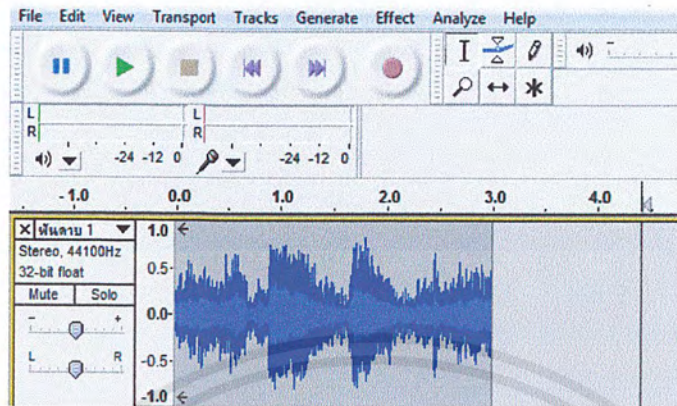 File Edit View Transport Tracks Generate Effect Analyze Help
L
R
-24 -12 0
L
R
-24 -12 0
-1.0 0.0 1.0 2.0 3.0 4.0
ฟันดาบ 1
Stereo, 44100Hz
32-bit float
Mute Solo
- +
L R
1.0
0.5
0.0
-0.5
-1.0